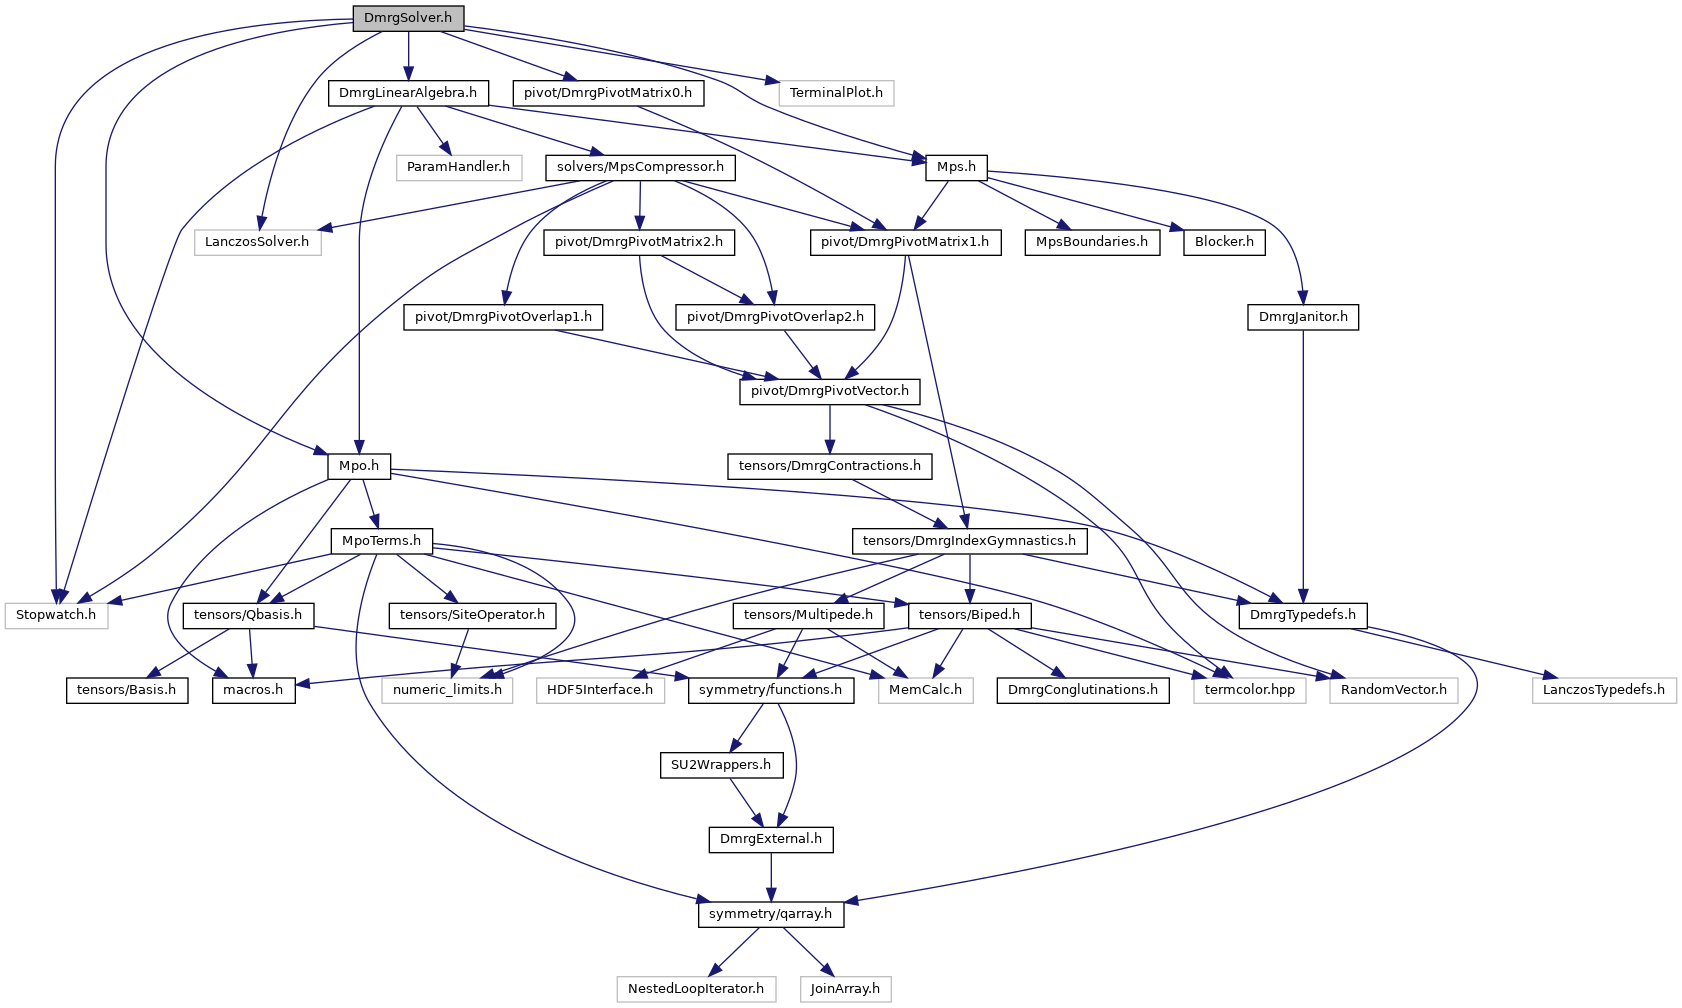 DmrgSolver.h
DmrgLinearAlgebra.h
pivot/DmrgPivotMatrix0.h
TerminalPlot.h
ParamHandler.h
solvers/MpsCompressor.h
Mps.h
LanczosSolver.h
pivot/DmrgPivotMatrix2.h
pivot/DmrgPivotMatrix1.h
MpsBoundaries.h
Blocker.h
pivot/DmrgPivotOverlap1.h
pivot/DmrgPivotOverlap2.h
DmrgJanitor.h
pivot/DmrgPivotVector.h
Mpo.h
tensors/DmrgContractions.h
MpoTerms.h
tensors/DmrgIndexGymnastics.h
Stopwatch.h
tensors/Qbasis.h
tensors/SiteOperator.h
tensors/Multipede.h
tensors/Biped.h
DmrgTypedefs.h
tensors/Basis.h
macros.h
numeric_limits.h
HDF5Interface.h
symmetry/functions.h
MemCalc.h
DmrgConglutinations.h
termcolor.hpp
RandomVector.h
LanczosTypedefs.h
SU2Wrappers.h
DmrgExternal.h
symmetry/qarray.h
NestedLoopIterator.h
JoinArray.h